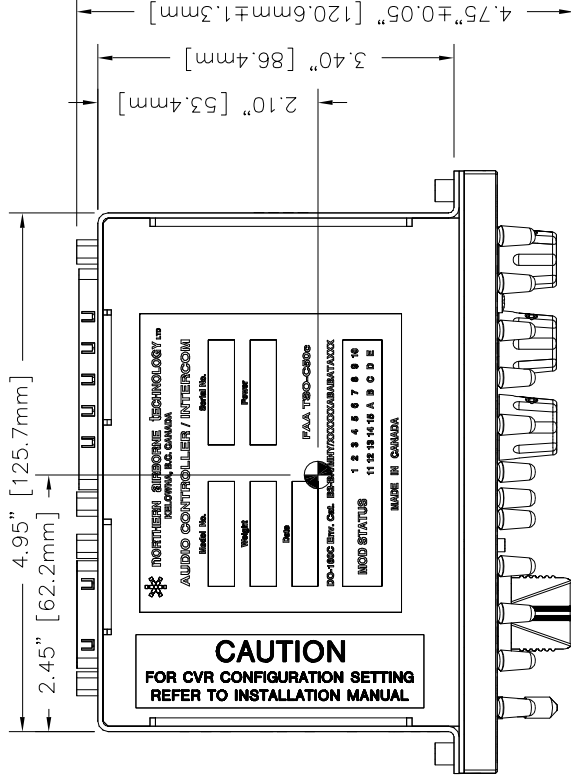 4.75"±0.05" [120.6mm±1.3mm]
3.40" [86.4mm]
2.10" [53.4mm]
4.95" [125.7mm]
2.45" [62.2mm]
NORTHERN AIRBORNE TECHNOLOGY LTD
KELOWNA, B.C. CANADA
AUDIO CONTROLLER / INTERCOM
Model No. Serial No.
Weight Power
Date FAA TSO-C50c
DO-160C Env. Cat.
MOD STATUS 1 2 3 4 5 6 7 8 9 10
11 12 13 14 15 A B C D E
MADE IN CANADA
CAUTION
FOR CVR CONFIGURATION SETTING
REFER TO INSTALLATION MANUAL